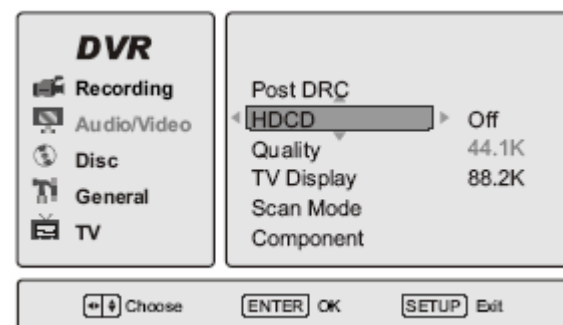 DVR
Recording
Audio/Video
Disc
General
TV
Post DRC
HDCD Off
Quality 44.1K
TV Display 88.2K
Scan Mode
Component
Choose ENTER OK SETUP Exit